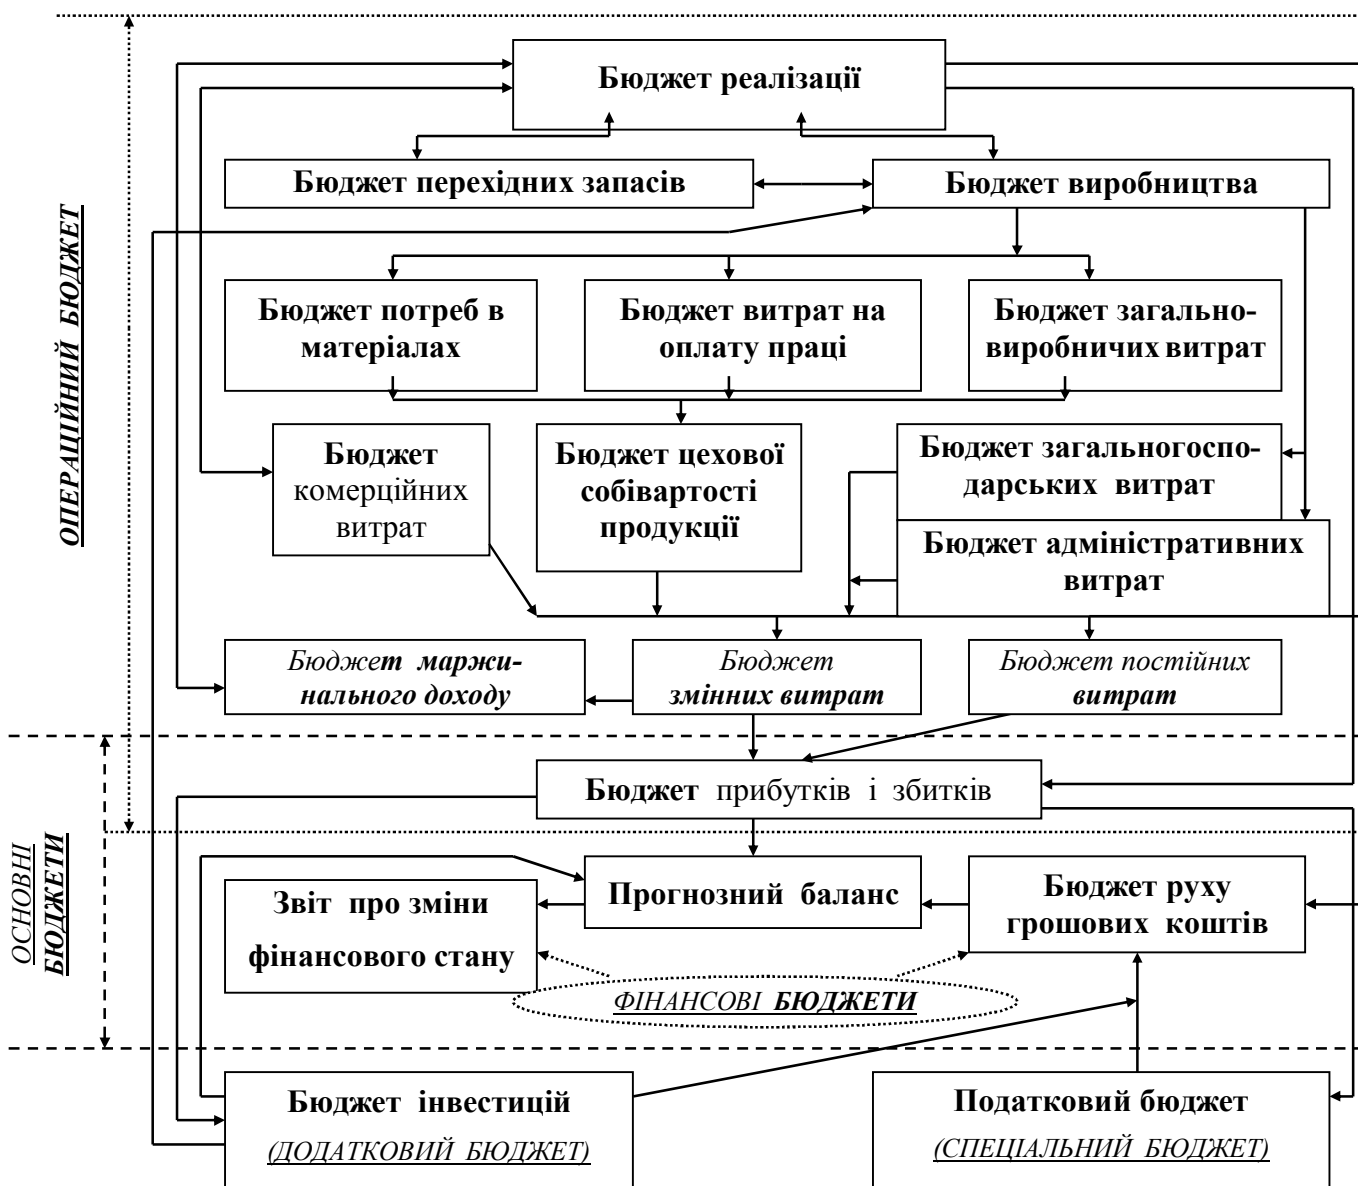 Бюджет реалізації
Бюджет перехідних запасів
Бюджет виробництва
ОПЕРАЦІЙНИЙ БЮДЖЕТ
Бюджет потреб в
матеріалах
Бюджет витрат на
оплату праці
Бюджет загально-
виробничих витрат
Бюджет
комерційних
витрат
Бюджет цехової
собівартості
продукції
Бюджет загальногоспо-
дарських витрат
Бюджет адміністративних
витрат
Бюджет маржи-
нального доходу
Бюджет
змінних витрат
Бюджет постійних
витрат
Бюджет прибутків і збитків
ОСНОВНІ
БЮДЖЕТИ
Звіт про зміни
фінансового стану
Прогнозний баланс
Бюджет руху
грошових коштів
ФІНАНСОВІ БЮДЖЕТИ
Бюджет інвестицій
(ДОДАТКОВИЙ БЮДЖЕТ)
Податковий бюджет
(СПЕЦІАЛЬНИЙ БЮДЖЕТ)